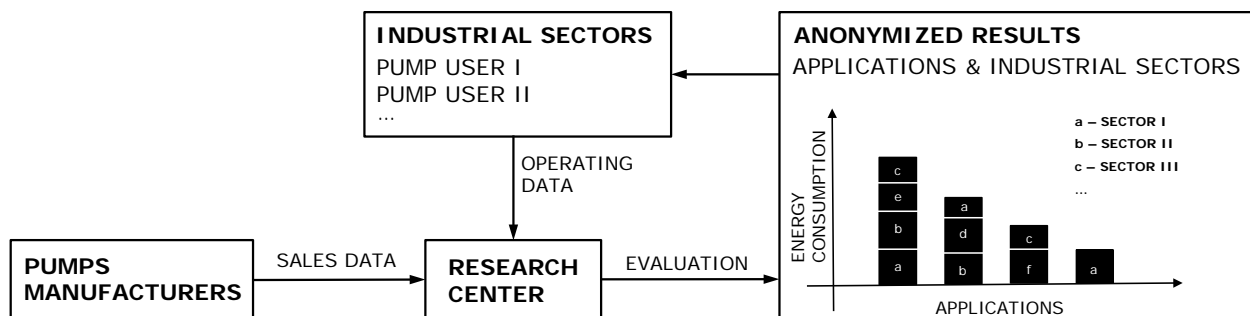 INDUSTRIAL SECTORS
PUMP USER I
PUMP USER II
...
OPERATING
DATA
PUMPS
MANUFACTURERS
SALES DATA
RESEARCH
CENTER
EVALUATION
ANONYMIZED RESULTS
APPLICATIONS & INDUSTRIAL SECTORS
a – SECTOR I
b – SECTOR II
c – SECTOR III
...
ENERGY
CONSUMPTION
c
e
b
a
a
d
b
c
f
a
APPLICATIONS